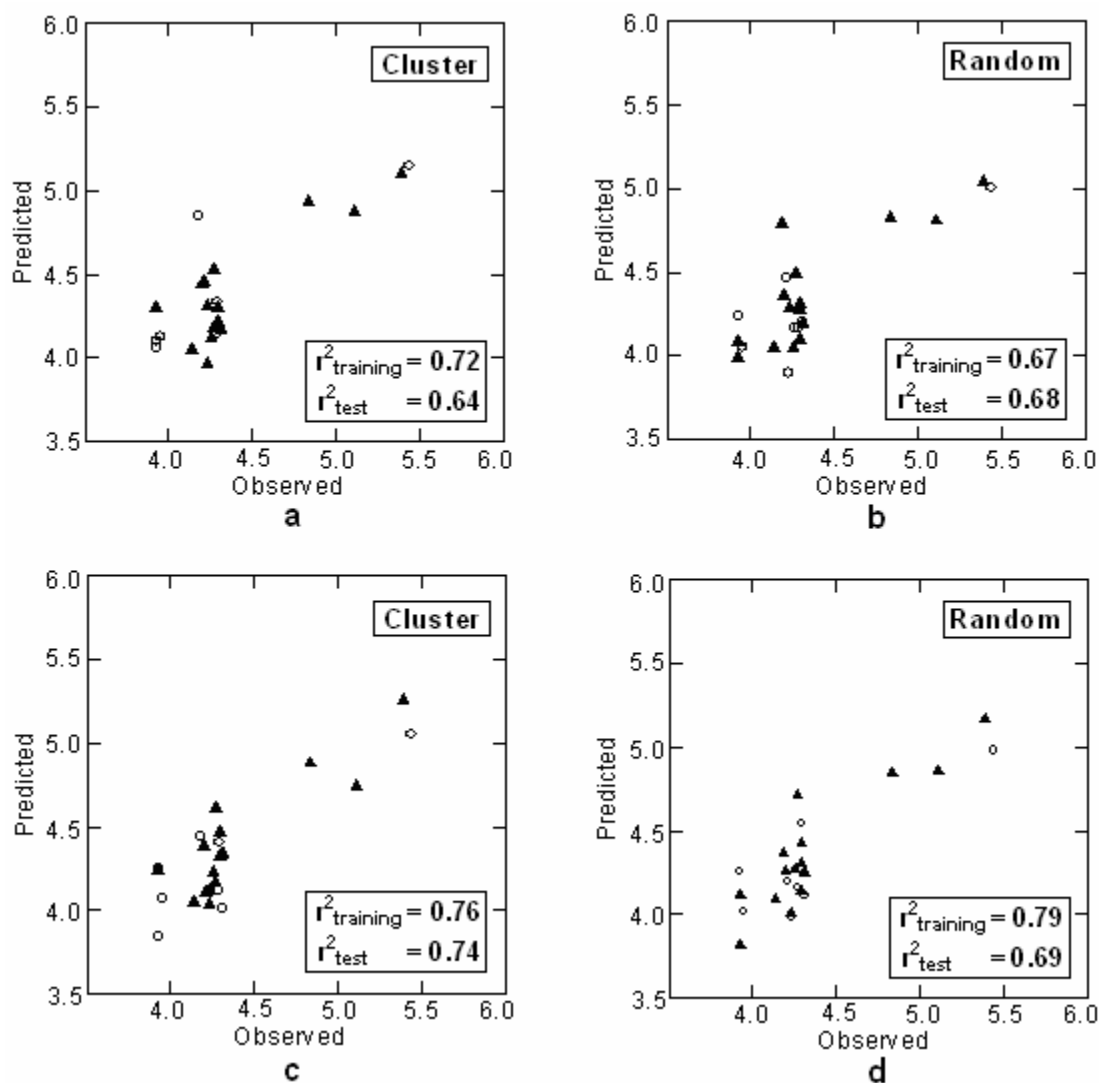 6.0
Cluster
5.5
Predicted
5.0
4.5
4.0
r²training = 0.72
r²test = 0.64
3.5
4.0 4.5 5.0 5.5 6.0
Observed
a
6.0
Random
5.5
Predicted
5.0
4.5
4.0
r²training = 0.67
r²test = 0.68
3.5
4.0 4.5 5.0 5.5 6.0
Observed
b
6.0
Cluster
5.5
Predicted
5.0
4.5
4.0
r²training = 0.76
r²test = 0.74
3.5
4.0 4.5 5.0 5.5 6.0
Observed
c
6.0
Random
5.5
Predicted
5.0
4.5
4.0
r²training = 0.79
r²test = 0.69
3.5
4.0 4.5 5.0 5.5 6.0
Observed
d